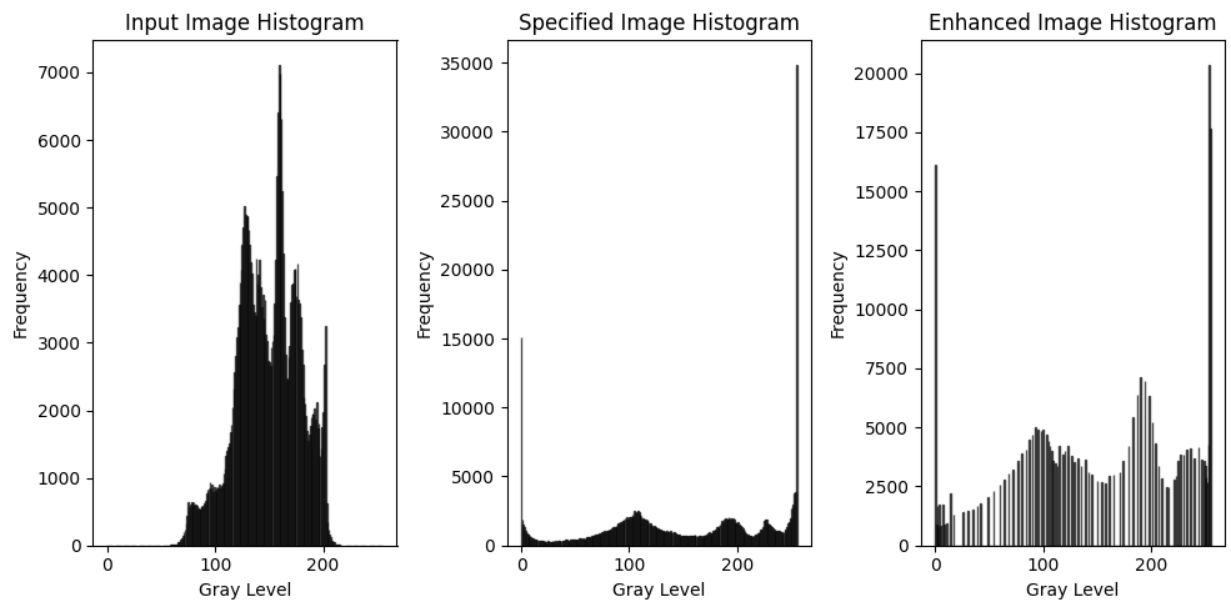 Input Image Histogram
7000
6000
5000
4000
3000
2000
1000
0
Frequency
0 100 200
Gray Level
Specified Image Histogram
35000
30000
25000
20000
15000
10000
5000
0
Frequency
0 100 200
Gray Level
Enhanced Image Histogram
20000
17500
15000
12500
10000
7500
5000
2500
0
Frequency
0 100 200
Gray Level